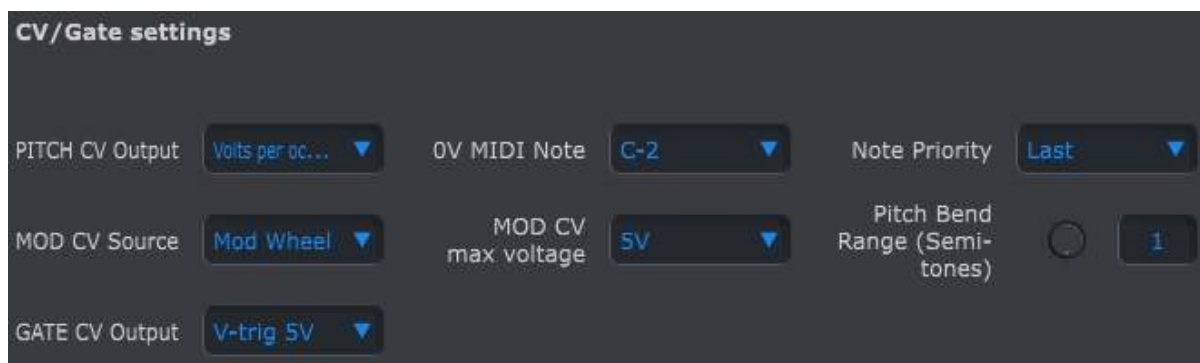 CV/Gate settings
PITCH CV Output Volts per oc... 0V MIDI Note C-2 Note Priority Last
MOD CV Source Mod Wheel MOD CV max voltage 5V Pitch Bend Range (Semi-tones) 1
GATE CV Output V-trig 5V